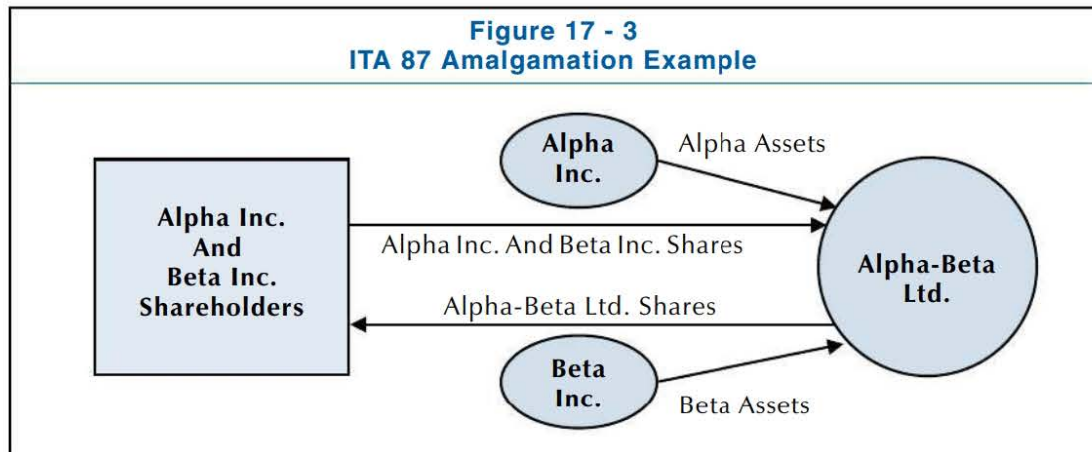 Figure 17 - 3
ITA 87 Amalgamation Example
Alpha
Inc.
Alpha Assets
Alpha Inc.
And
Beta Inc.
Shareholders
Alpha Inc. And Beta Inc. Shares
Alpha-Beta
Ltd.
Alpha-Beta Ltd. Shares
Beta
Inc.
Beta Assets